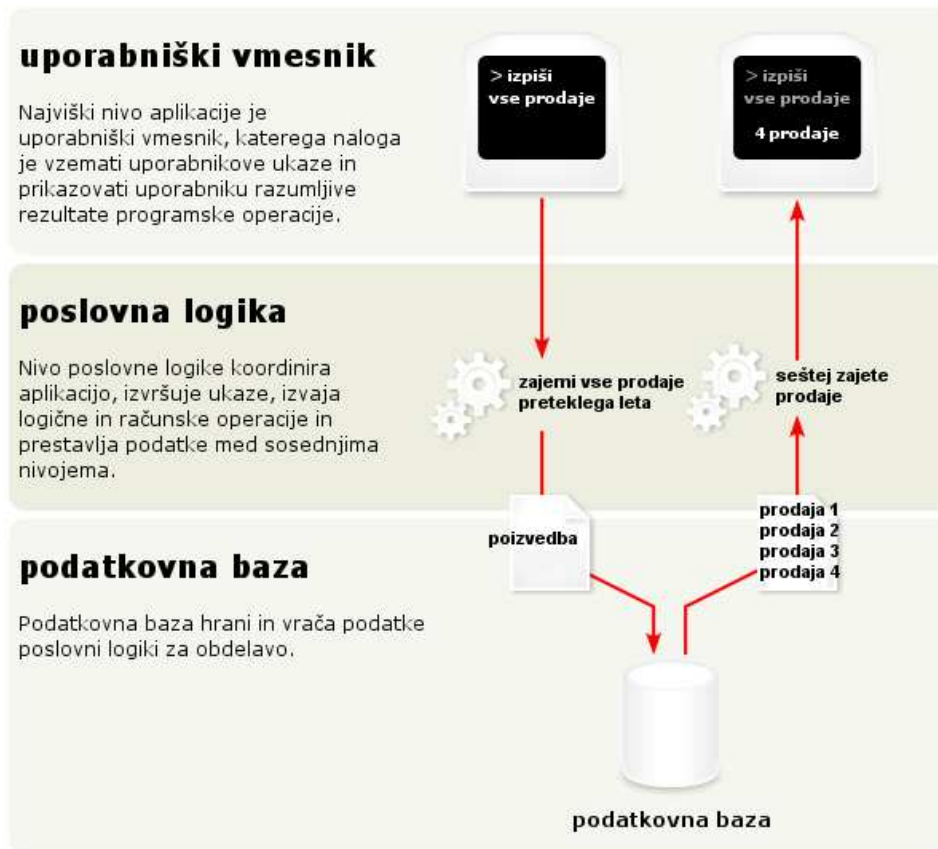 uporabniški vmesnik
Najviški nivo aplikacije je
uporabniški vmesnik, katerega naloga
je vzemati uporabnikove ukaze in
prikazovati uporabniku razumljive
rezultate programske operacije.
> izpiši
vse prodaje
> izpiši
vse prodaje
4 prodaje
poslovna logika
Nivo poslovne logike koordinira
aplikacijo, izvršuje ukaze, izvaja
logične in računske operacije in
prestavlja podatke med sosednjima
nivojema.
zajemi vse prodaje
preteklega leta
seštej zajete
prodaje
podatkovna baza
Podatkovna baza hrani in vrača podatke
poslovni logiki za obdelavo.
poizvedba
prodaja 1
prodaja 2
prodaja 3
prodaja 4
podatkovna baza